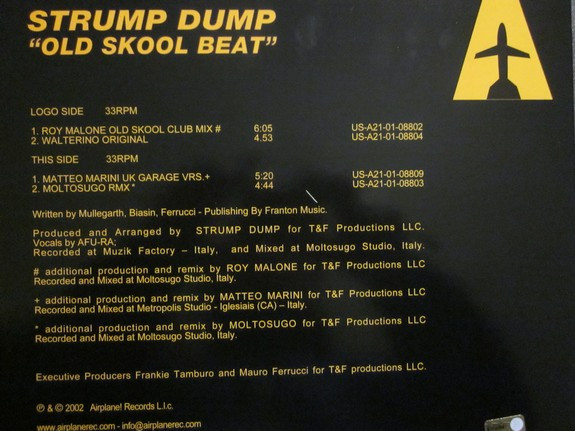 STRUMP DUMP
“OLD SKOOL BEAT”
LOGO SIDE 33RPM
1. ROY MALONE OLD SKOOL CLUB MIX # 6:05 US-A21-01-08802
2. WALTERINO ORIGINAL 4.53 US-A21-01-08804
THIS SIDE 33RPM
1. MATTEO MARINI UK GARAGE VRS.+ 5:20 US-A21-01-08809
2. MOLTOSUGO RMX* 4:44 US-A21-01-08803
Written by Mullegarth, Biasin, Ferrucci - Publishing By Franton Music.
Produced and Arranged by STRUMP DUMP for T&F Productions LLC.
Vocals by AFU-RA;
Recorded at Muzik Factory – Italy, and Mixed at Moltosugo Studio, Italy.
# additional production and remix by ROY MALONE for T&F Productions LLC
Recorded and Mixed at Moltosugo Studio, Italy.
+ additional production and remix by MATTEO MARINI for T&F Productions LLC
Recorded and Mixed at Metropolis Studio - Iglesiais (CA) – Italy.
* additional production and remix by MOLTOSUGO for T&F Productions LLC
Recorded and Mixed at Moltosugo Studio, Italy.
Executive Producers Frankie Tamburo and Mauro Ferrucci for T&F productions LLC.
℗ & © 2002 Airplane! Records L.l.c.
www.airplanerec.com - info@airplanerec.com